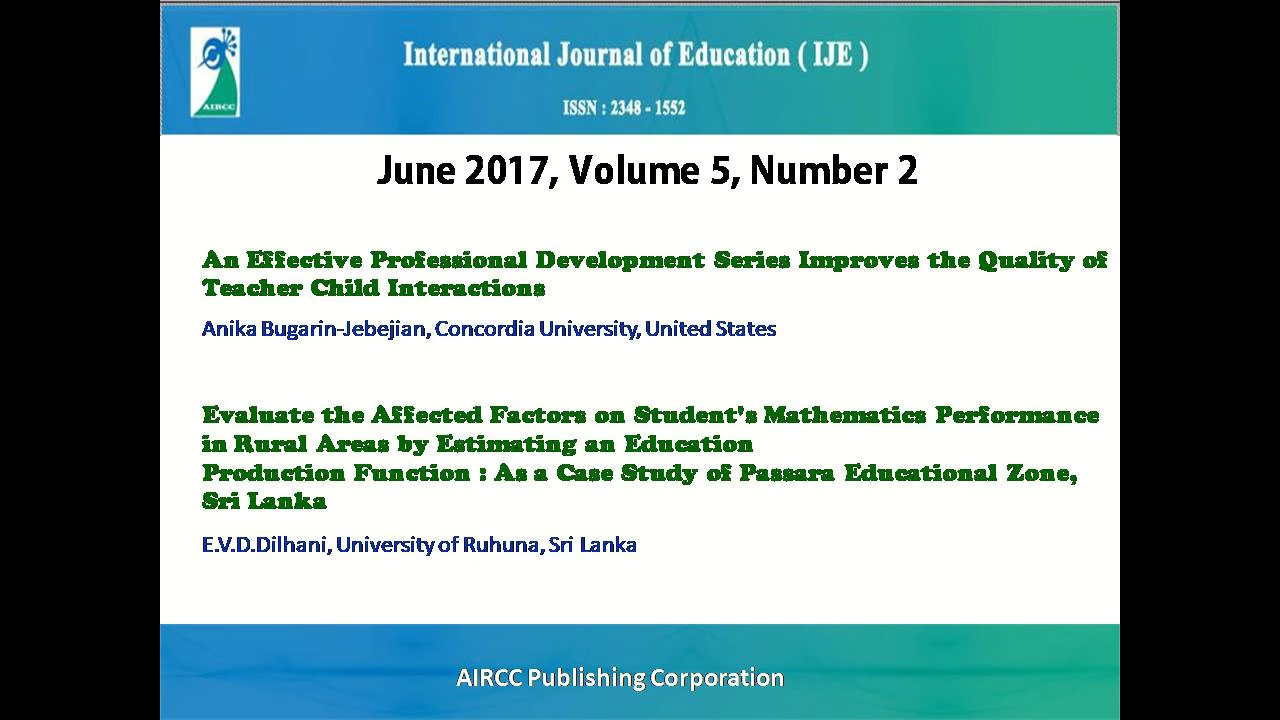 AIRCC
International Journal of Education ( IJE )
ISSN : 2348 - 1552
June 2017, Volume 5, Number 2
An Effective Professional Development Series Improves the Quality of
Teacher Child Interactions
Anika Bugarin-Jebejian, Concordia University, United States
Evaluate the Affected Factors on Student's Mathematics Performance
in Rural Areas by Estimating an Education
Production Function : As a Case Study of Passara Educational Zone,
Sri Lanka
E.V.D.Dilhani, University of Ruhuna, Sri Lanka
AIRCC Publishing Corporation